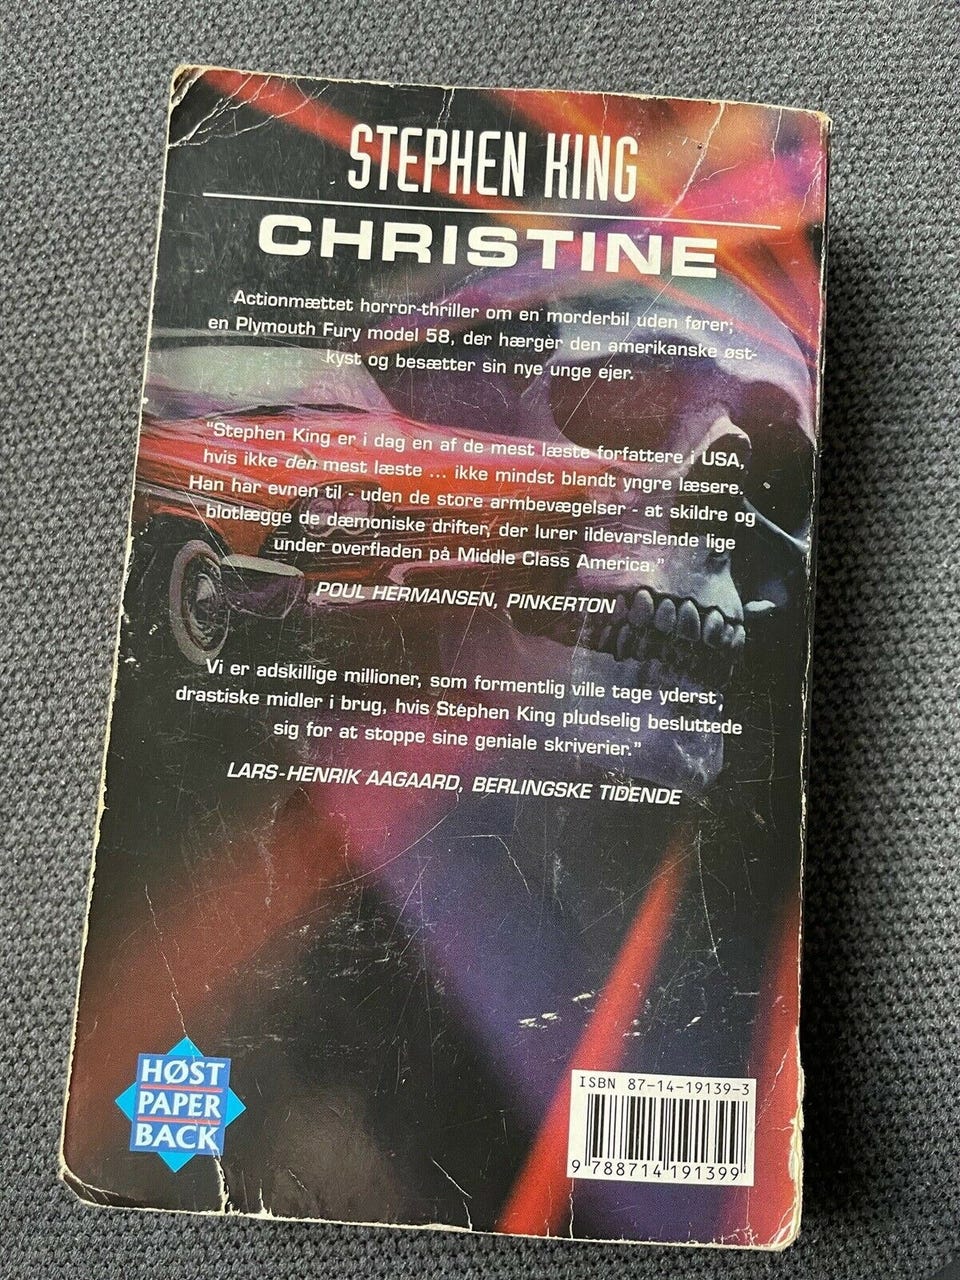 STEPHEN KING
CHRISTINE
Actionmættet horror-thriller om en morderbil uden fører;
en Plymouth Fury model 58, der hærger den amerikanske øst-
kyst og besætter sin nye unge ejer.
"Stephen King er i dag en af de mest læste forfattere i USA,
hvis ikke den mest læste ... ikke mindst blandt yngre læsere.
Han har evnen til - uden de store armbevægelser - at skildre og
blotlægge de dæmoniske drifter, der lurer ildevarslende lige
under overfladen på Middle Class America."
POUL HERMANSEN, PINKERTON
Vi er adskillige millioner, som formentlig ville tage yderst
drastiske midler i brug, hvis Stephen King pludselig besluttede
sig for at stoppe sine geniale skriverier."
LARS-HENRIK AAGAARD, BERLINGSKE TIDENDE
HØST
PAPER
BACK
ISBN 87-14-19139-3
9 788714 191399